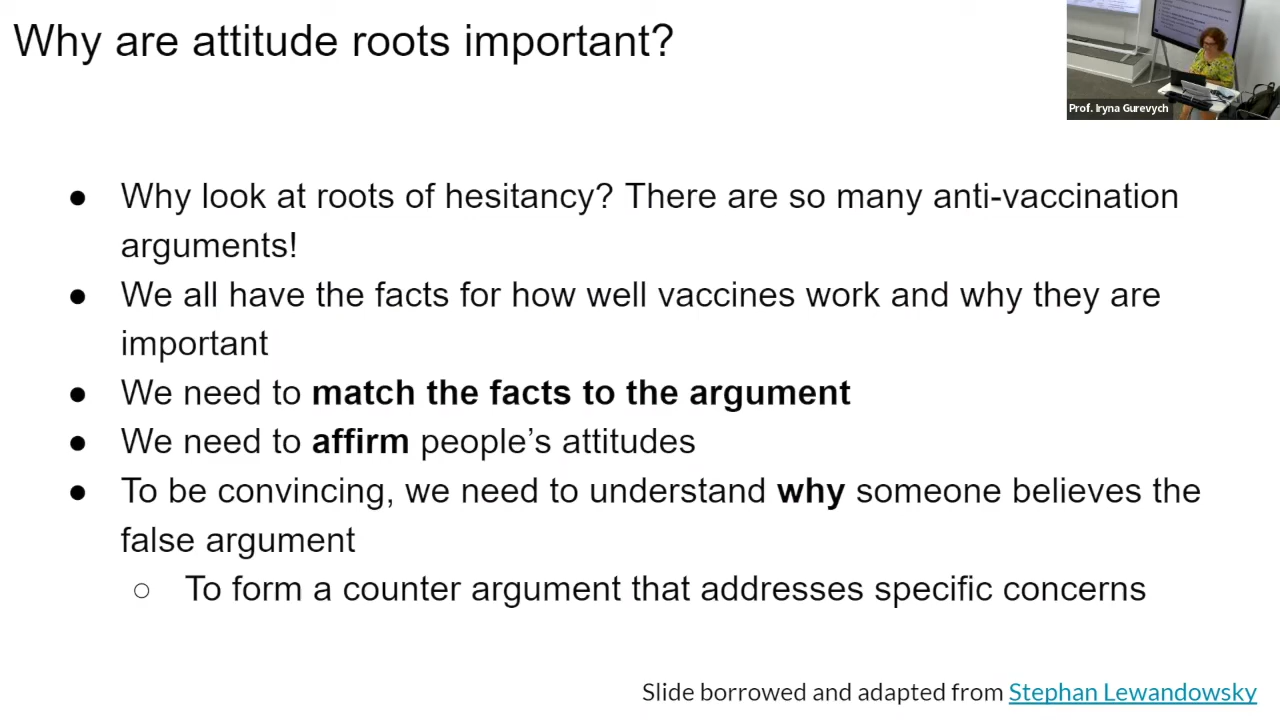 Why are attitude roots important?
Prof. Iryna Gurevych
● Why look at roots of hesitancy? There are so many anti-vaccination
arguments!
● We all have the facts for how well vaccines work and why they are
important
● We need to match the facts to the argument
● We need to affirm people’s attitudes
● To be convincing, we need to understand why someone believes the
false argument
○ To form a counter argument that addresses specific concerns
Slide borrowed and adapted from Stephan Lewandowsky